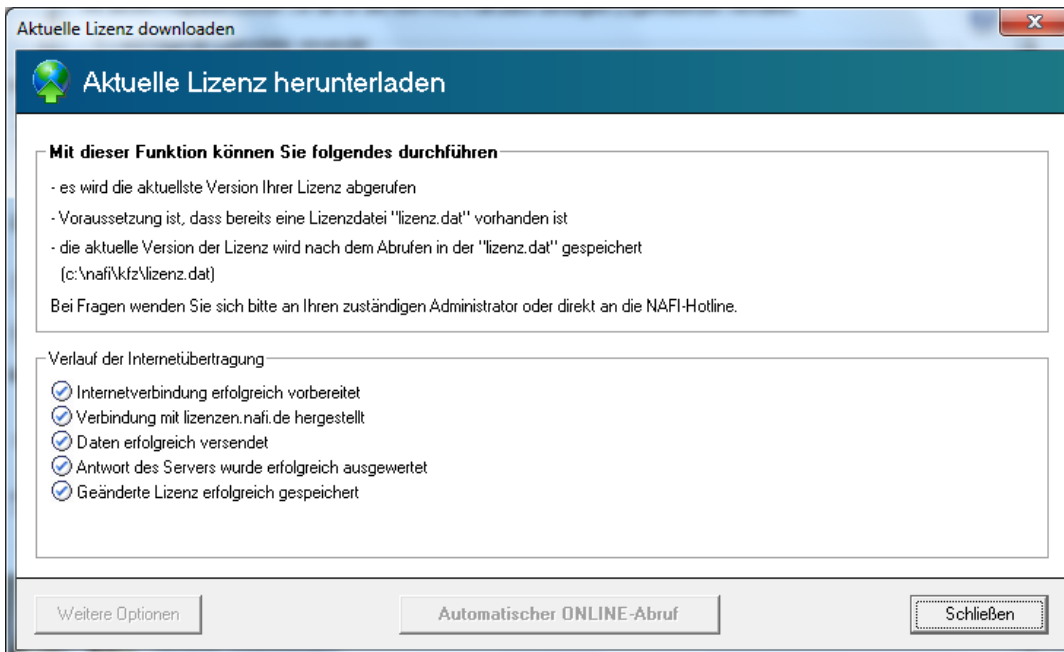 Aktuelle Lizenz downloaden
Aktuelle Lizenz herunterladen
Mit dieser Funktion können Sie folgendes durchführen
- es wird die aktuellste Version Ihrer Lizenz abgerufen
- Voraussetzung ist, dass bereits eine Lizenzdatei "lizenz.dat" vorhanden ist
- die aktuelle Version der Lizenz wird nach dem Abrufen in der "lizenz.dat" gespeichert
(c:\nafi\kfz\lizenz.dat)
Bei Fragen wenden Sie sich bitte an Ihren zuständigen Administrator oder direkt an die NAFI-Hotline.
Verlauf der Internetübertragung
Internetverbindung erfolgreich vorbereitet
Verbindung mit lizenzen.nafi.de hergestellt
Daten erfolgreich versendet
Antwort des Servers wurde erfolgreich ausgewertet
Geänderte Lizenz erfolgreich gespeichert
Weitere Optionen
Automatischer ONLINE-Abruf
Schließen